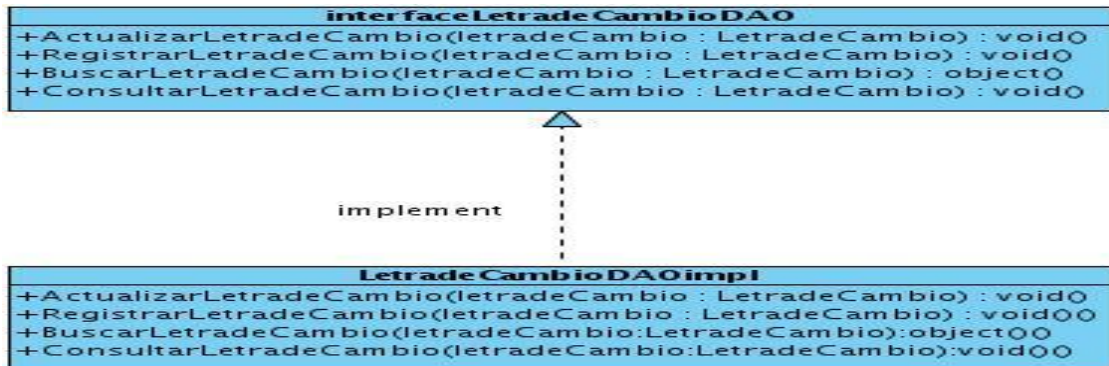 interfaceLetradeCambioDAO
+ActualizarLetradeCambio(letradeCambio : LetradeCambio) : void()
+RegistrarLetradeCambio(letradeCambio : LetradeCambio) : void()
+BuscarLetradeCambio(letradeCambio : LetradeCambio) : object()
+ConsultarLetradeCambio(letradeCambio : LetradeCambio) : void()
implement
LetradeCambioDAOimpl
+ActualizarLetradeCambio(letradeCambio : LetradeCambio) : void()
+RegistrarLetradeCambio(letradeCambio : LetradeCambio) : void()()
+BuscarLetradeCambio(letradeCambio:LetradeCambio):object()()
+ConsultarLetradeCambio(letradeCambio:LetradeCambio):void()()